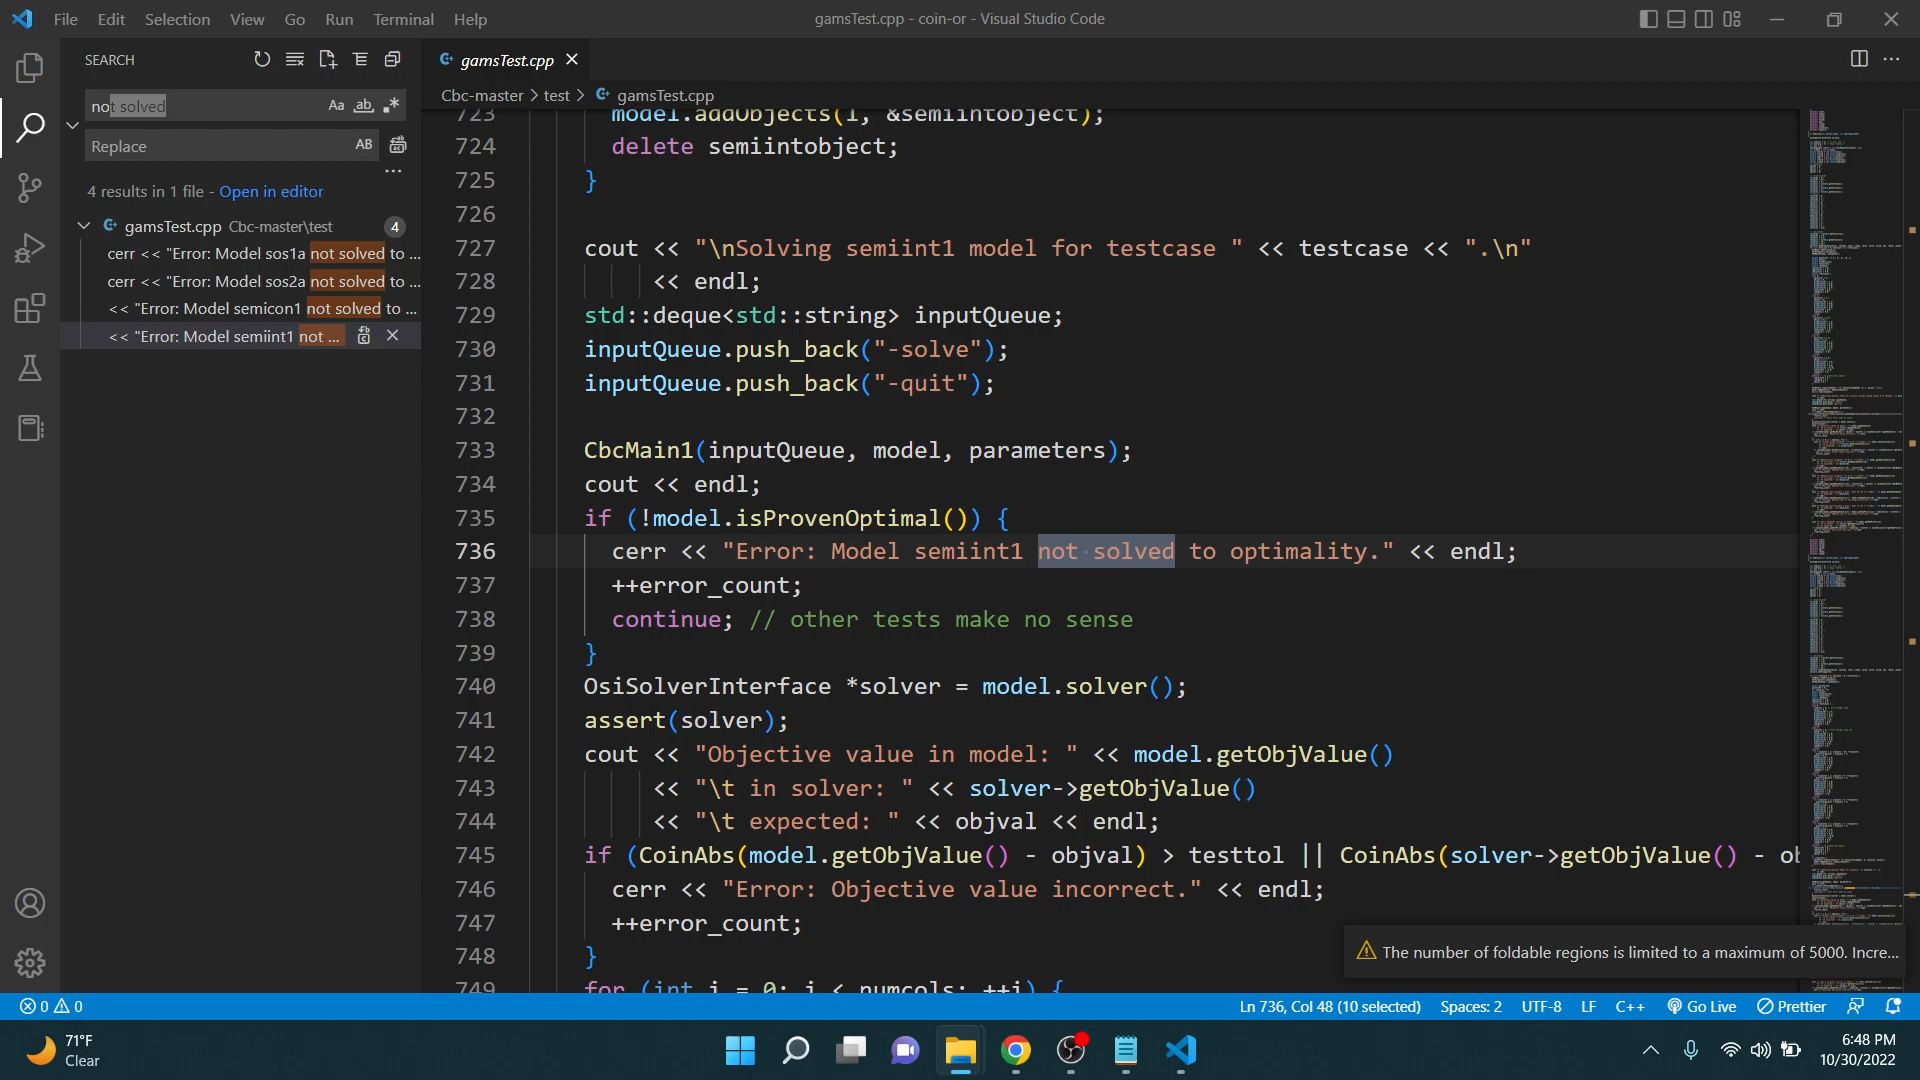 File Edit Selection View Go Run Terminal Help
gamsTest.cpp - coin-or - Visual Studio Code
SEARCH
not solved
Aa ab .*
Replace
AB
4 results in 1 file - Open in editor
gamsTest.cpp Cbc-master\test 4
cerr << "Error: Model sos1a not solved to ...
cerr << "Error: Model sos2a not solved to ...
<< "Error: Model semicon1 not solved to ...
<< "Error: Model semiint1 not ...
gamsTest.cpp
Cbc-master > test > gamsTest.cpp
723 model.addObjects(1, &semiintobject);
724 delete semiintobject;
725 }
726
727 cout << "\nSolving semiint1 model for testcase " << testcase << ".\n"
728 << endl;
729 std::deque<std::string> inputQueue;
730 inputQueue.push_back("-solve");
731 inputQueue.push_back("-quit");
732
733 CbcMain1(inputQueue, model, parameters);
734 cout << endl;
735 if (!model.isProvenOptimal()) {
736 cerr << "Error: Model semiint1 not solved to optimality." << endl;
737 ++error_count;
738 continue; // other tests make no sense
739 }
740 OsiSolverInterface *solver = model.solver();
741 assert(solver);
742 cout << "Objective value in model: " << model.getObjValue()
743 << "\t in solver: " << solver->getObjValue()
744 << "\t expected: " << objval << endl;
745 if (CoinAbs(model.getObjValue() - objval) > testtol || CoinAbs(solver->getObjValue() - ob
746 cerr << "Error: Objective value incorrect." << endl;
747 ++error_count;
748 }
749 for (int i = 0; i < numcols; ++i) {
The number of foldable regions is limited to a maximum of 5000. Incre...
0 0
Ln 736, Col 48 (10 selected) Spaces: 2 UTF-8 LF C++ Go Live Prettier
71°F
Clear
6:48 PM
10/30/2022